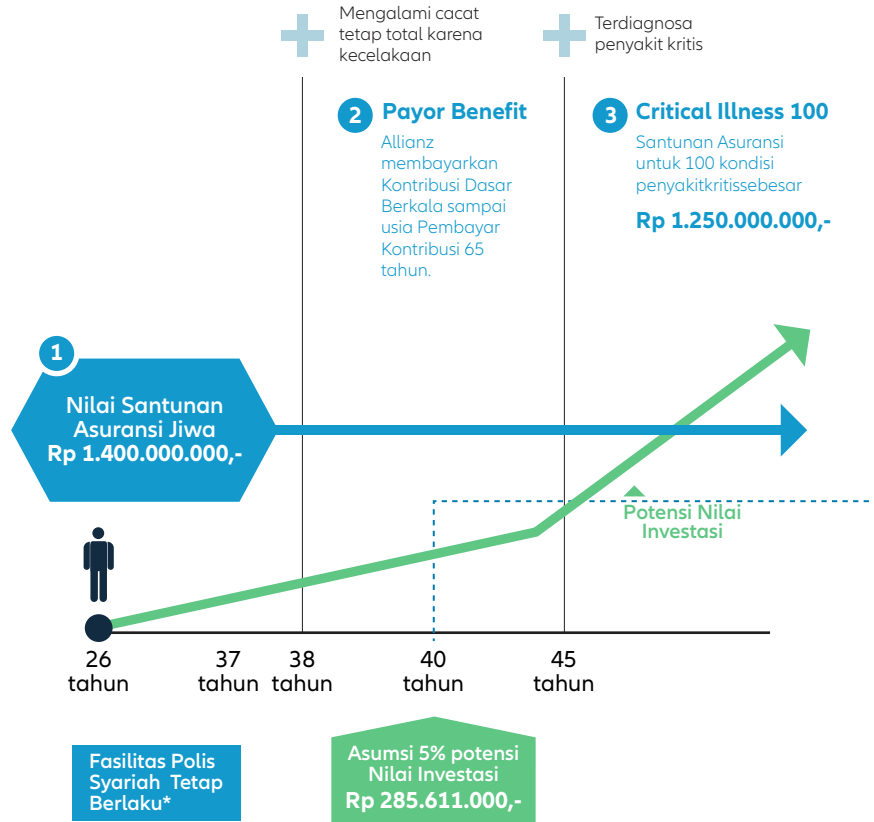 Mengalami cacat
tetap total karena
kecelakaan
Terdiagnosa
penyakit kritis
2 Payor Benefit
Allianz
membayarkan
Kontribusi Dasar
Berkala sampai
usia Pembayar
Kontribusi 65
tahun.
3 Critical Illness 100
Santunan Asuransi
untuk 100 kondisi
penyakitkritissebesar
Rp 1.250.000.000,-
1
Nilai Santunan
Asuransi Jiwa
Rp 1.400.000.000,-
Potensi Nilai
Investasi
26
tahun
37
tahun
38
tahun
40
tahun
45
tahun
Fasilitas Polis
Syariah Tetap
Berlaku*
Asumsi 5% potensi
Nilai Investasi
Rp 285.611.000,-